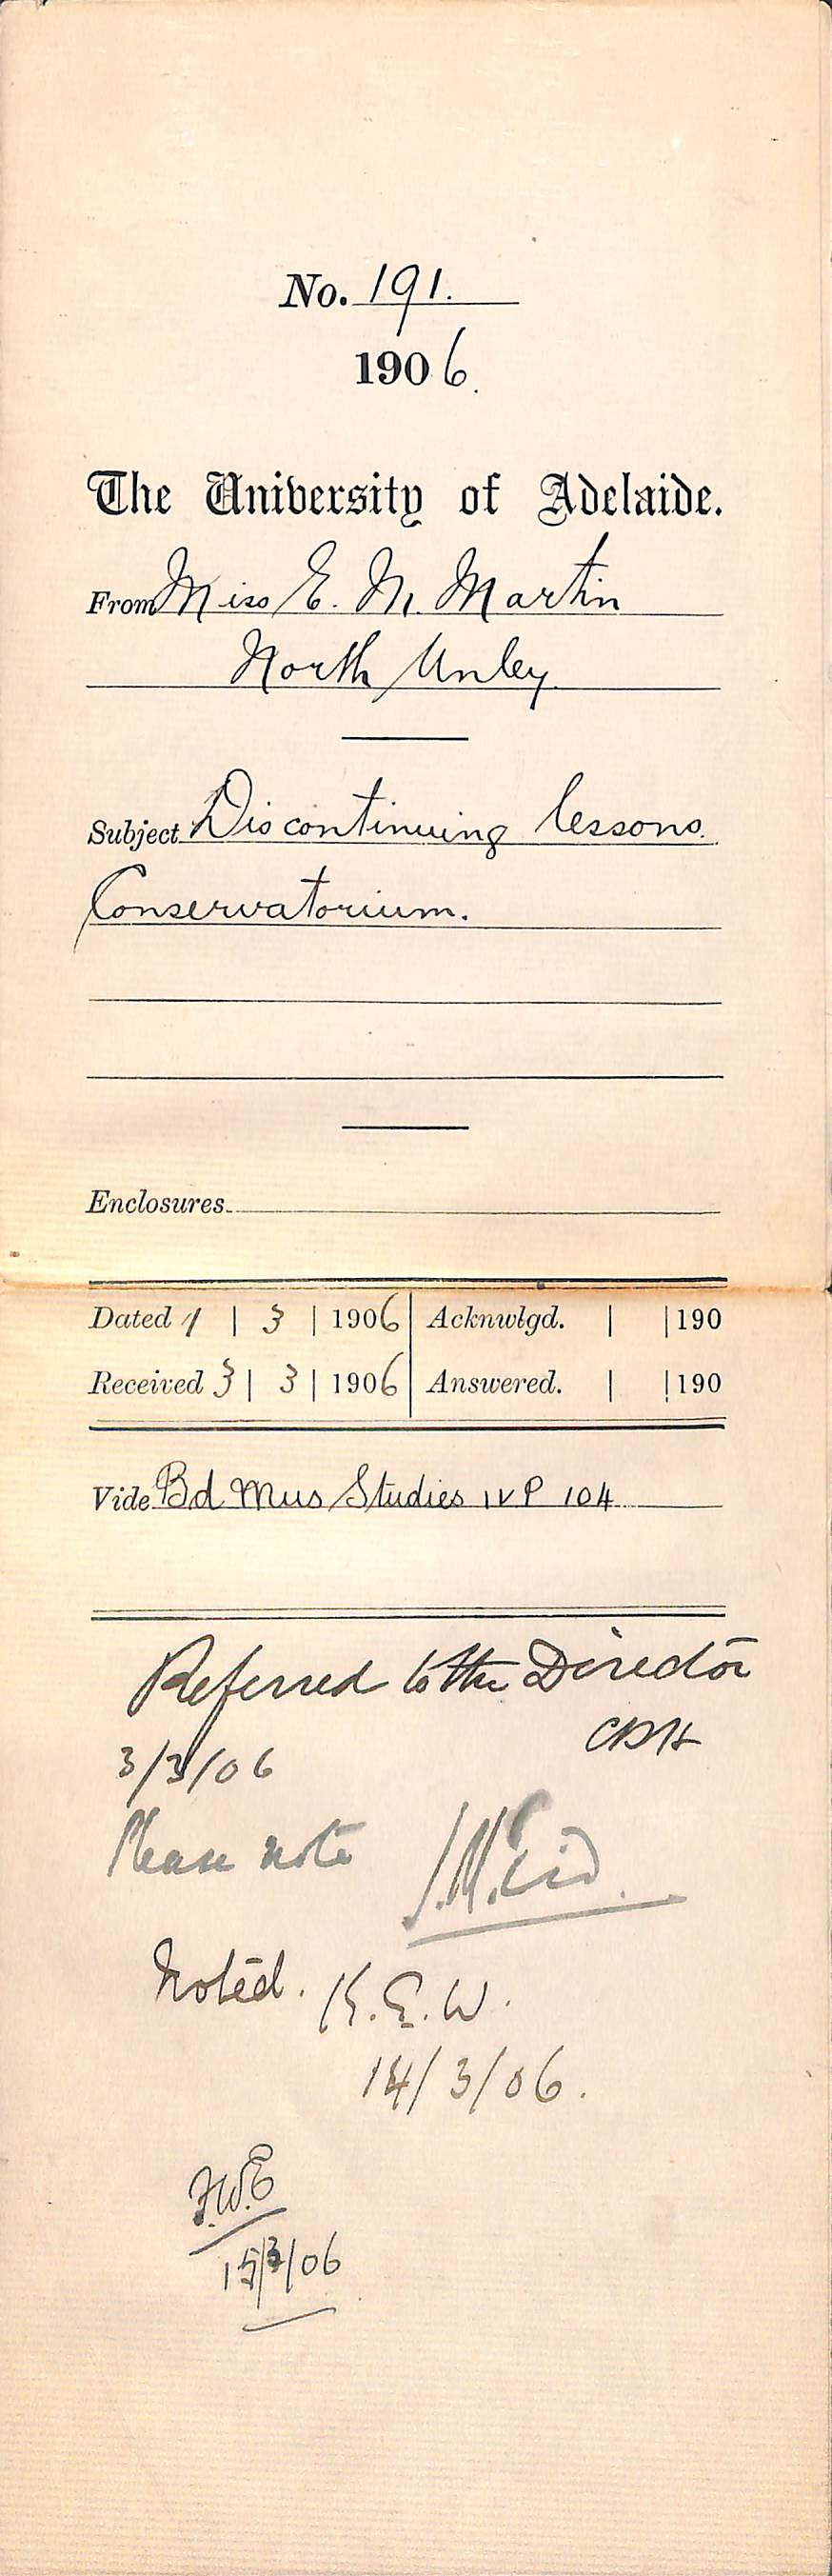 No. 191.
1906.
The University of Adelaide.
From Miss E. M. Martin
North Unley.
Subject Discontinuing lessons.
Conservatorium.
Enclosures
Dated 1 | 3 | 1906 Acknwlgd. | | 190
Received 3 | 3 | 1906 Answered. | | 190
Vide Bd Mus Studies IV P 104
Referred to the Director
CRH
3/3/06
Please note
Noted. K.E.W.
14/3/06.
F.W.E
15/3/06